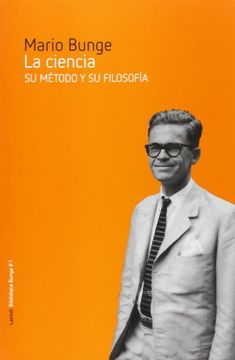 Mario Bunge
La ciencia
SU MÉTODO Y SU FILOSOFÍA
Laetoli Biblioteca Bunge # 1